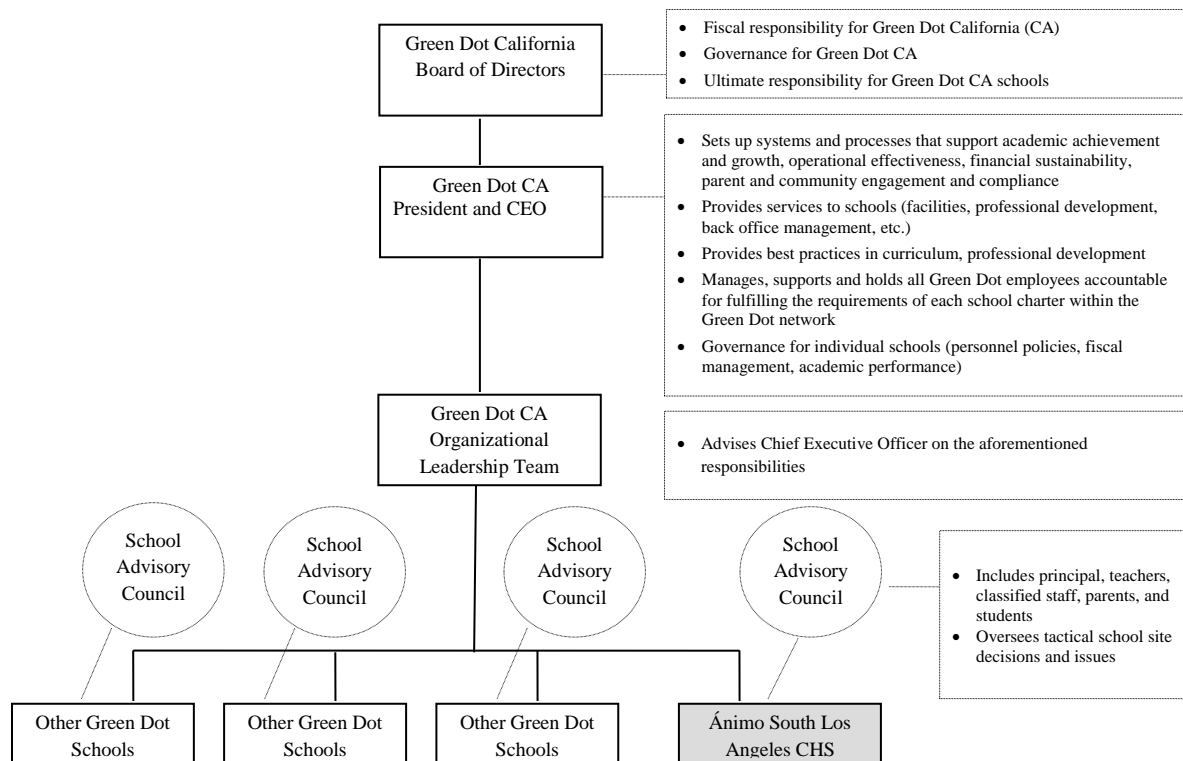 Green Dot California
Board of Directors
• Fiscal responsibility for Green Dot California (CA)
• Governance for Green Dot CA
• Ultimate responsibility for Green Dot CA schools
Green Dot CA
President and CEO
• Sets up systems and processes that support academic achievement
and growth, operational effectiveness, financial sustainability,
parent and community engagement and compliance
• Provides services to schools (facilities, professional development,
back office management, etc.)
• Provides best practices in curriculum, professional development
• Manages, supports and holds all Green Dot employees accountable
for fulfilling the requirements of each school charter within the
Green Dot network
• Governance for individual schools (personnel policies, fiscal
management, academic performance)
Green Dot CA
Organizational
Leadership Team
• Advises Chief Executive Officer on the aforementioned
responsibilities
School
Advisory
Council
School
Advisory
Council
School
Advisory
Council
School
Advisory
Council
• Includes principal, teachers,
classified staff, parents, and
students
• Oversees tactical school site
decisions and issues
Other Green Dot
Schools
Other Green Dot
Schools
Other Green Dot
Schools
Ánimo South Los
Angeles CHS